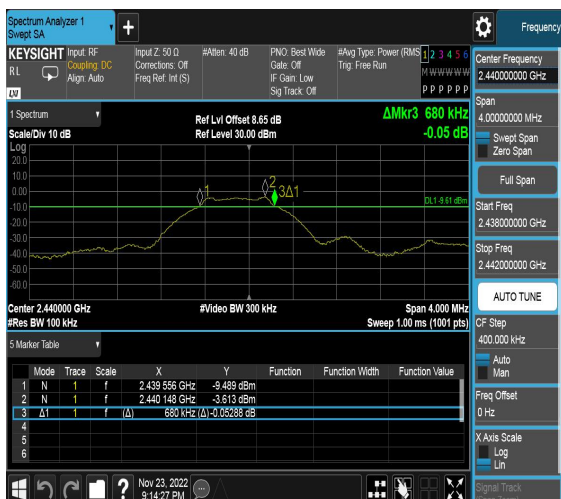 Spectrum Analyzer 1
Swept SA
+
Frequency
KEYSIGHT Input: RF Input Z: 50 Ω #Atten: 40 dB PNO: Best Wide #Avg Type: Power (RMS 1 2 3 4 5 6
RL Coupling: DC Corrections: Off Gate: Off Trig: Free Run M W W W W W
Align: Auto Freq Ref: Int (S) IF Gain: Low
Sig Track: Off P P P P P P
LXI
1 Spectrum
Scale/Div 10 dB
Ref Lvl Offset 8.65 dB
Ref Level 30.00 dBm
ΔMkr3 680 kHz
-0.05 dB
Log
20.0
10.0
0.00
-10.0
-20.0
-30.0
-40.0
-50.0
-60.0
1
2
3Δ1
DL1 -9.61 dBm
Center 2.440000 GHz #Video BW 300 kHz Span 4.000 MHz
#Res BW 100 kHz Sweep 1.00 ms (1001 pts)
5 Marker Table
Mode Trace Scale X Y Function Function Width Function Value
1 N 1 f 2.439 556 GHz -9.489 dBm
2 N 1 f 2.440 148 GHz -3.613 dBm
3 Δ1 1 f (Δ) 680 kHz (Δ) -0.05288 dB
4
5
6
Center Frequency
2.440000000 GHz
Span
4.00000000 MHz
Swept Span
Zero Span
Full Span
Start Freq
2.438000000 GHz
Stop Freq
2.442000000 GHz
AUTO TUNE
CF Step
400.000 kHz
Auto
Man
Freq Offset
0 Hz
X Axis Scale
Log
Lin
Signal Track
?
Nov 23, 2022
9:14:27 PM